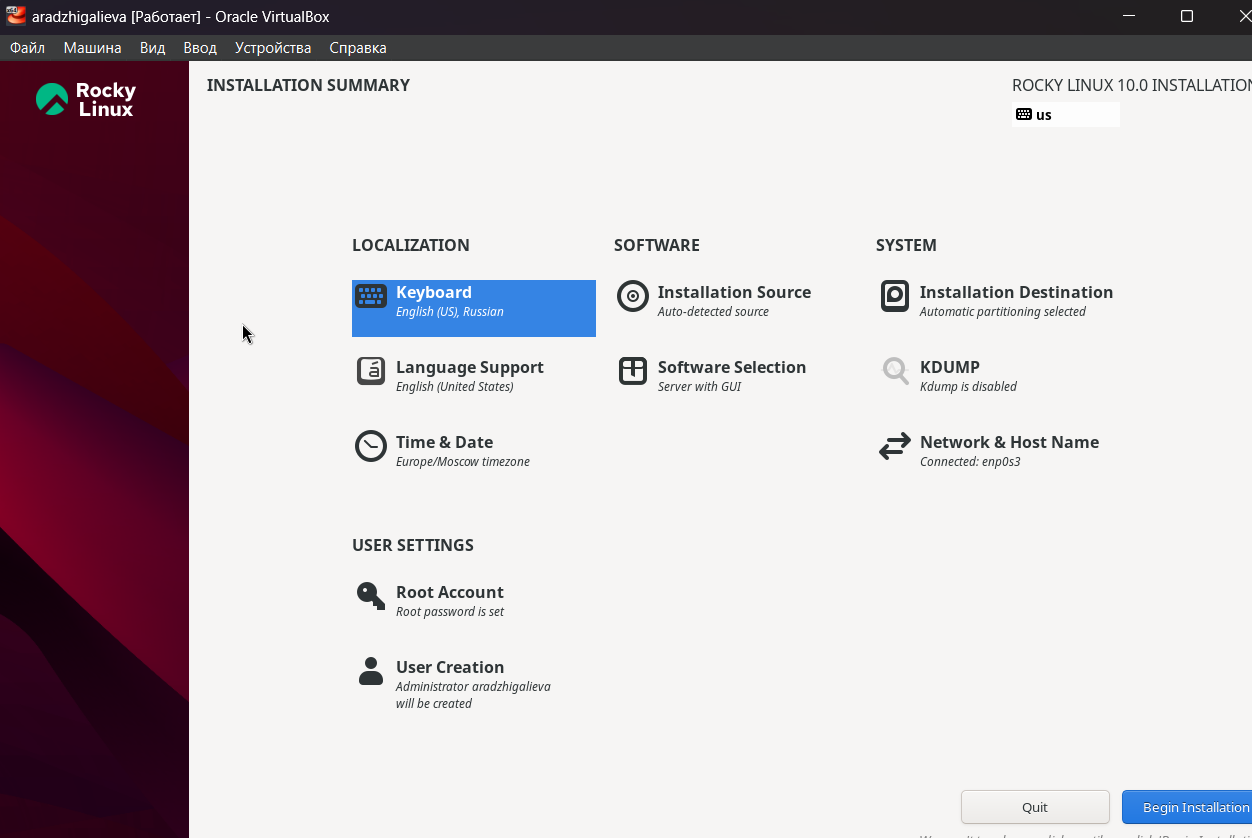 aradzhigalieva [Работает] - Oracle VirtualBox
Файл Машина Вид Ввод Устройства Справка
Rocky
Linux
INSTALLATION SUMMARY
ROCKY LINUX 10.0 INSTALLATION
us
LOCALIZATION
Keyboard
English (US), Russian
Language Support
English (United States)
Time & Date
Europe/Moscow timezone
SOFTWARE
Installation Source
Auto-detected source
Software Selection
Server with GUI
SYSTEM
Installation Destination
Automatic partitioning selected
KDUMP
Kdump is disabled
Network & Host Name
Connected: enp0s3
USER SETTINGS
Root Account
Root password is set
User Creation
Administrator aradzhigalieva
will be created
Quit
Begin Installation